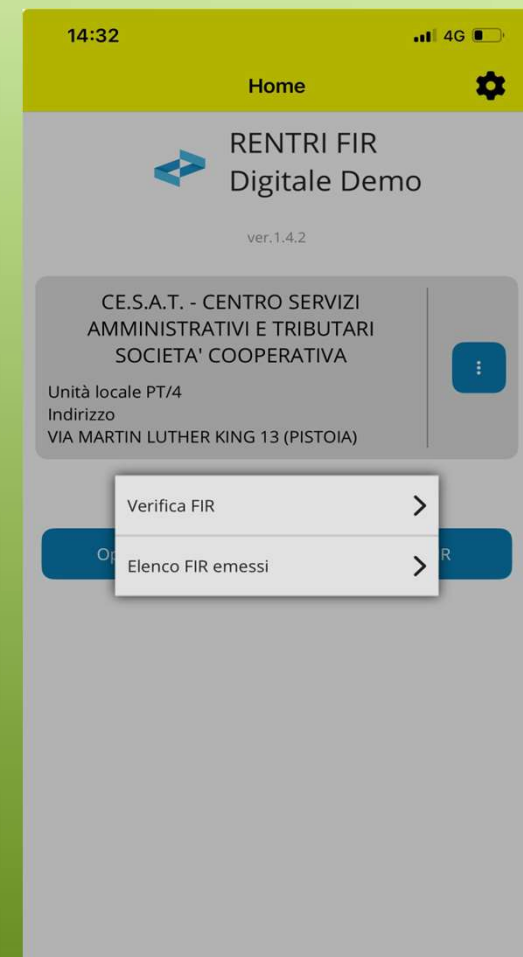 14:32
4G
Home
RENTRI FIR
Digitale Demo
ver.1.4.2
CE.S.A.T. - CENTRO SERVIZI
AMMINISTRATIVI E TRIBUTARI
SOCIETA' COOPERATIVA
Unità locale PT/4
Indirizzo
VIA MARTIN LUTHER KING 13 (PISTOIA)
Verifica FIR
Elenco FIR emessi